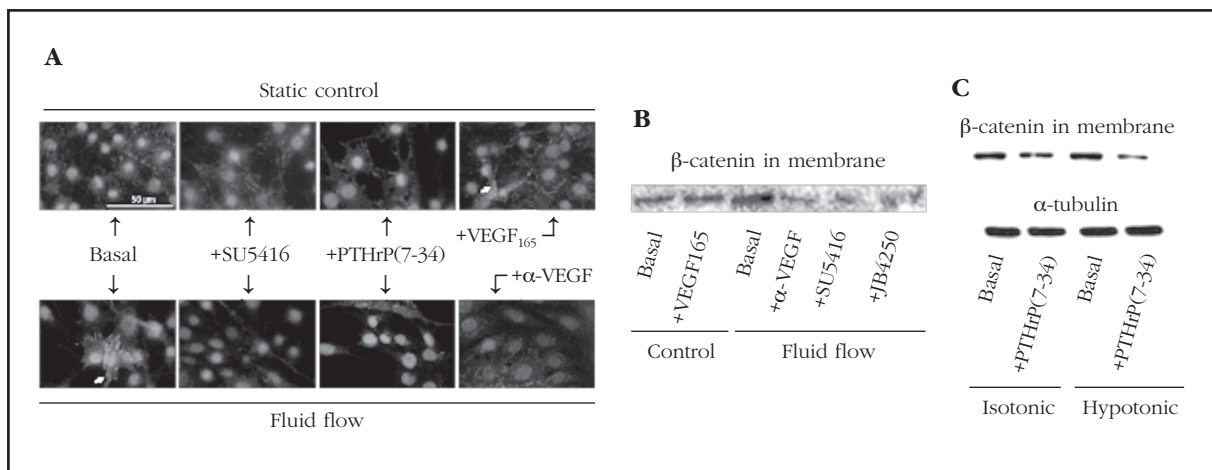 A
Static control
50 µm
Basal
+SU5416
+PTHrP(7-34)
+VEGF165
+α-VEGF
Fluid flow
B
β-catenin in membrane
Basal
+VEGF165
Basal
+α-VEGF
+SU5416
+JB4250
Control
Fluid flow
C
β-catenin in membrane
α-tubulin
Basal
+PTHrP(7-34)
Basal
+PTHrP(7-34)
Isotonic
Hypotonic